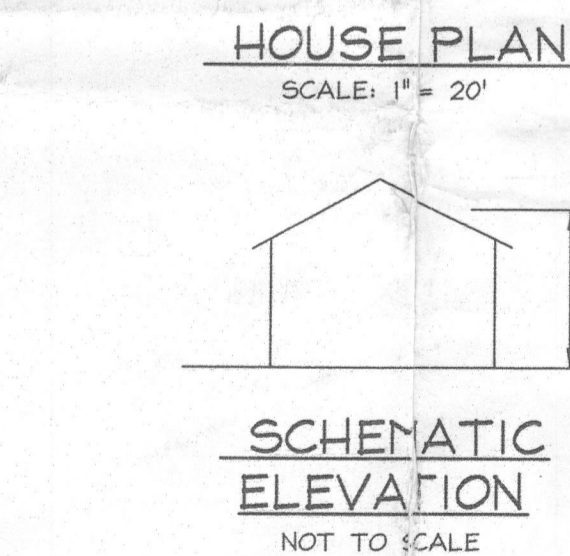 HOUSE PLAN
SCALE: 1" = 20'
SCHEMATIC
ELEVATION
NOT TO SCALE